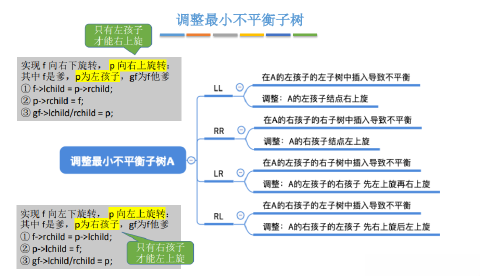 调整最小不平衡子树
只有左孩子
才能右上旋
实现 f 向右下旋转， p 向右上旋转：
其中 f是爹，p为左孩子，gf为f他爹
① f->lchild = p->rchild;
② p->rchild = f;
③ gf->lchild/rchild = p;
调整最小不平衡子树A
LL
在A的左孩子的左子树中插入导致不平衡
调整：A的左孩子结点右上旋
RR
在A的右孩子的右子树中插入导致不平衡
调整：A的右孩子结点左上旋
LR
在A的左孩子的右子树中插入导致不平衡
调整：A的左孩子的右孩子 先左上旋再右上旋
RL
在A的右孩子的左子树中插入导致不平衡
调整：A的右孩子的左孩子 先右上旋后左上旋
实现 f 向左下旋转， p 向左上旋转：
其中 f是爹，p为右孩子，gf为f他爹
① f->rchild = p->lchild;
② p->lchild = f;
③ gf->lchild/rchild = p;
只有右孩子
才能左上旋